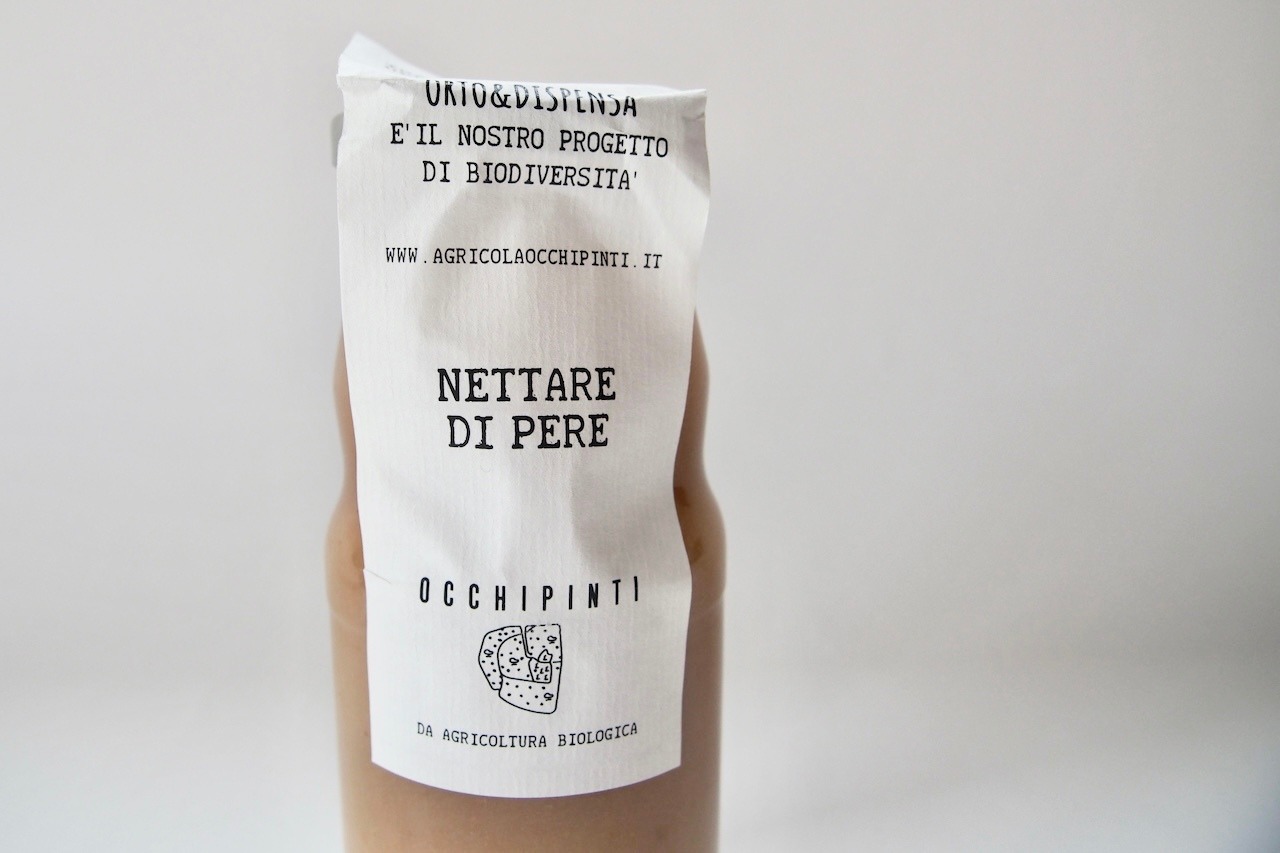 ORTO&DISPENSA
E'IL NOSTRO PROGETTO
DI BIODIVERSITA'
WWW.AGRICOLAOCCHIPINTI.IT
NETTARE
DI PERE
OCCHIPINTI
DA AGRICOLTURA BIOLOGICA